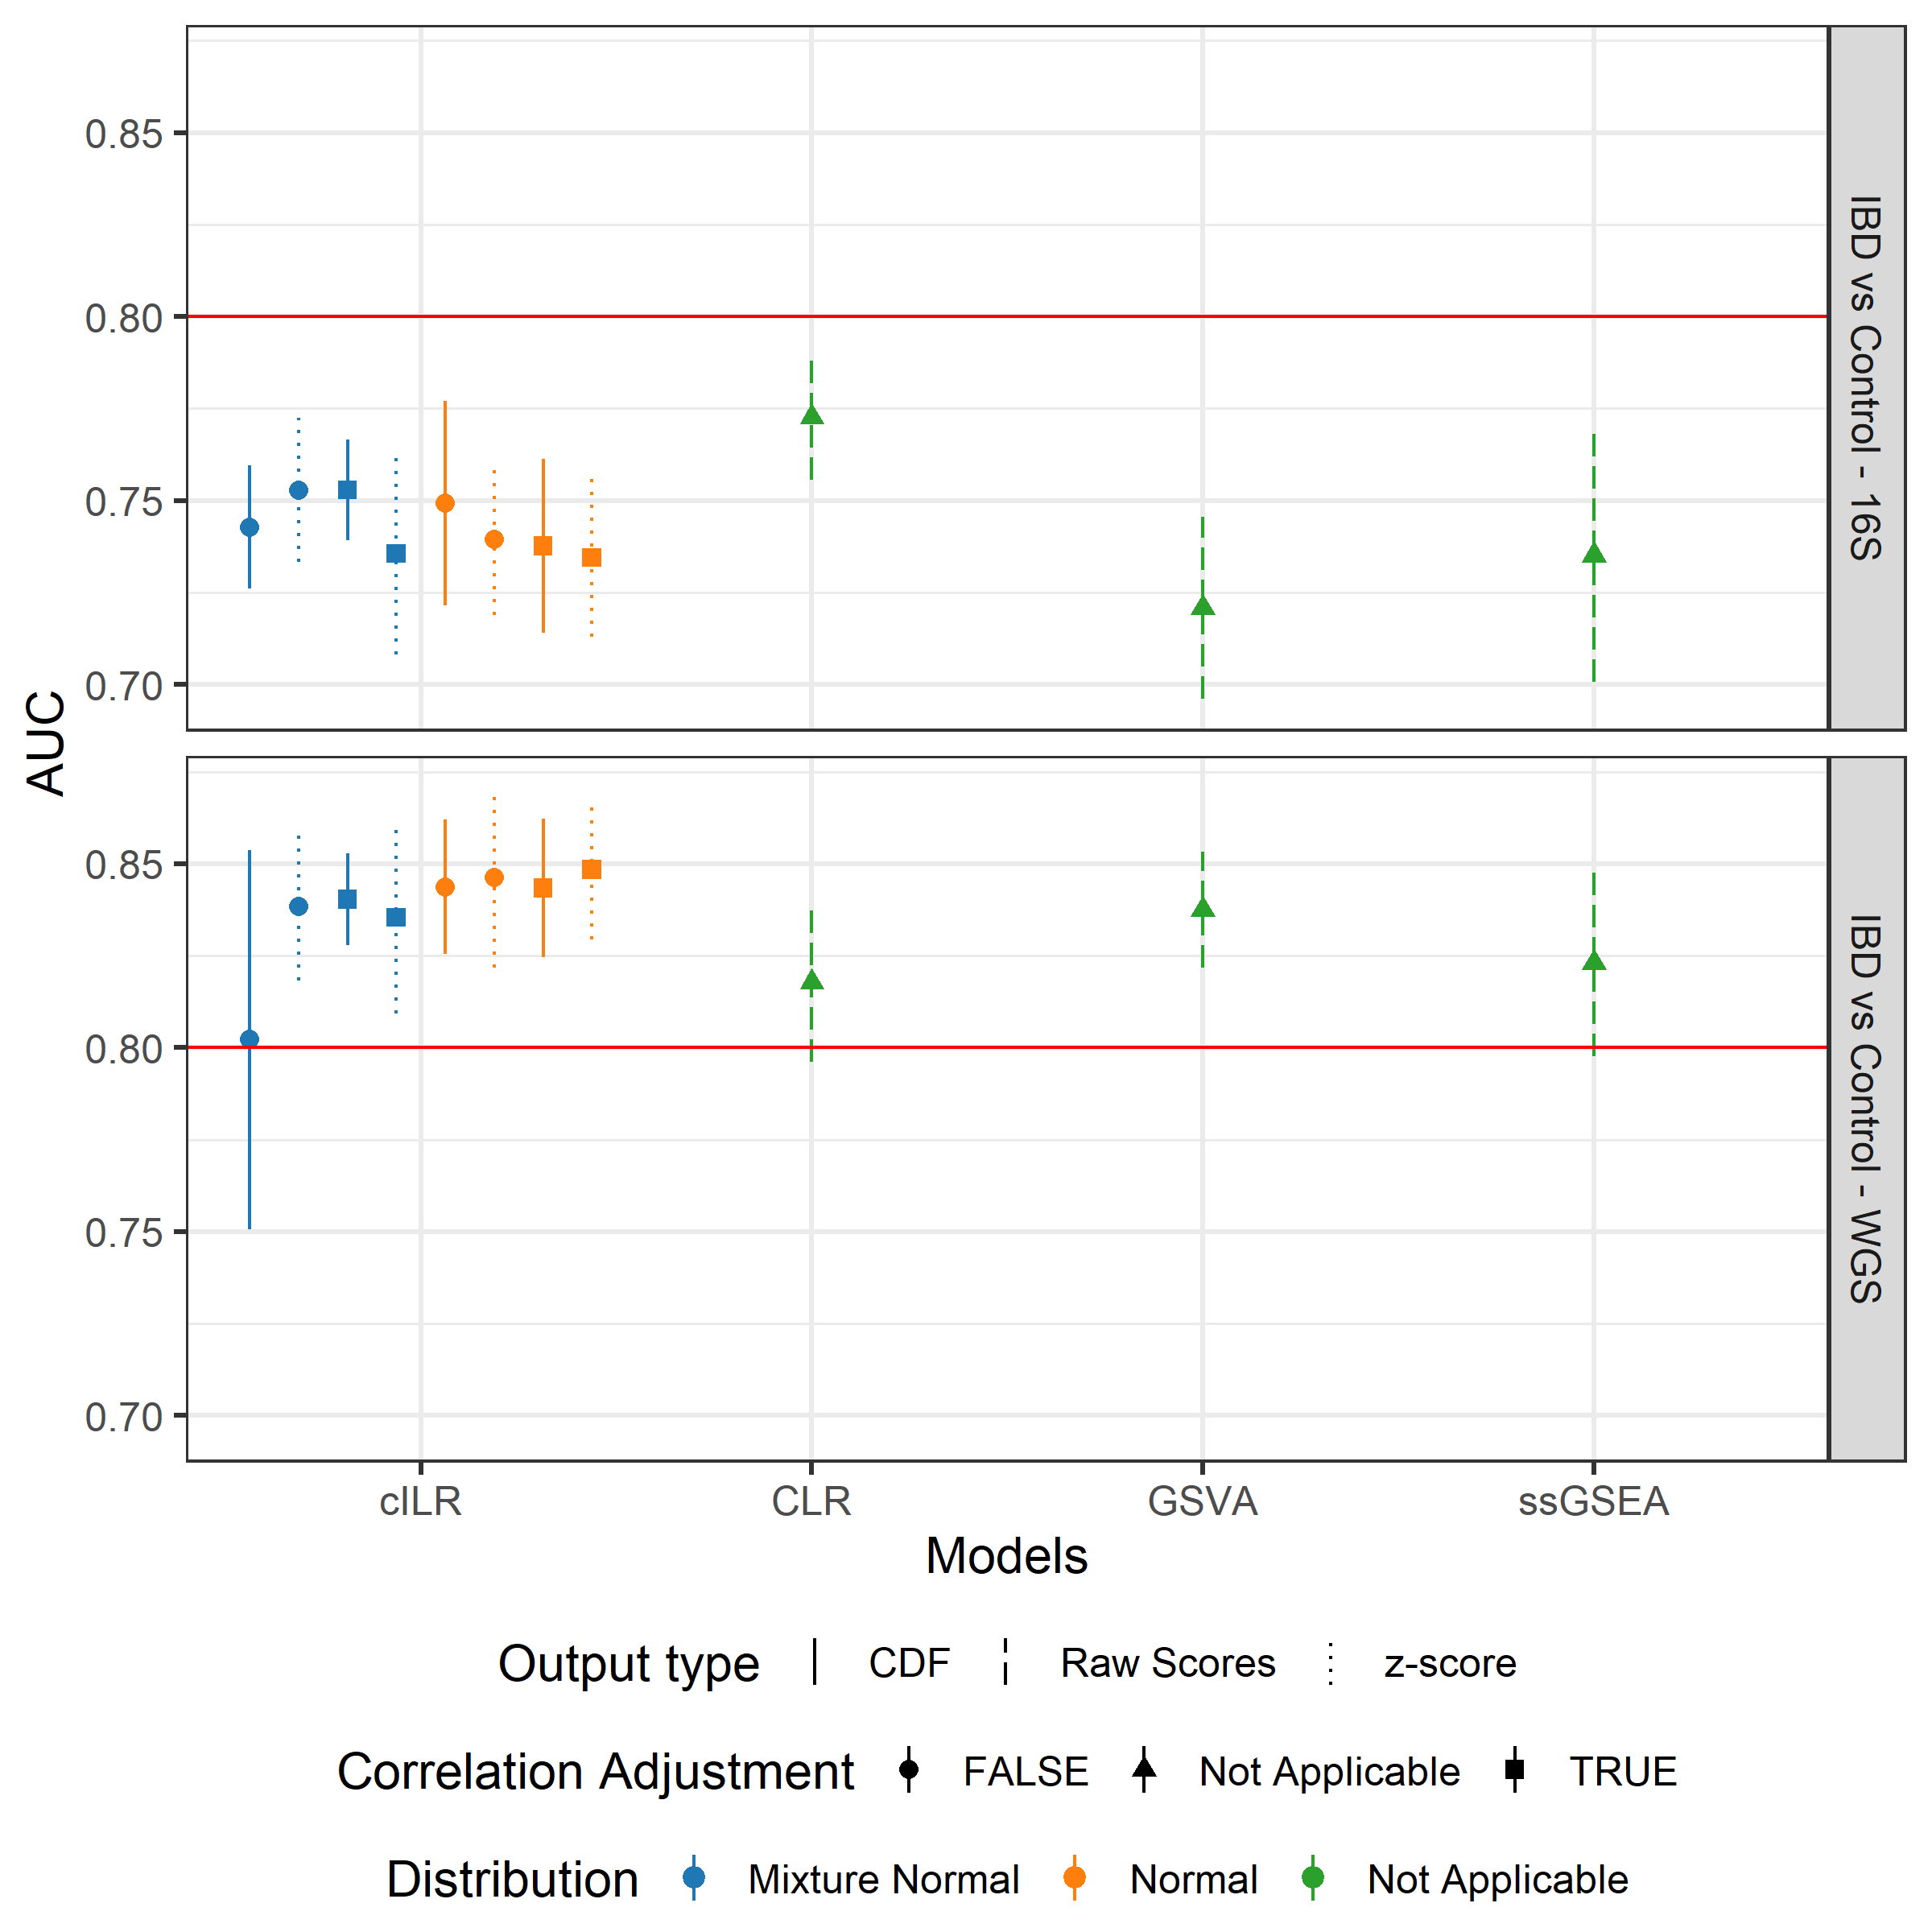 0.85
0.80
0.75
0.70
IBD vs Control - 16S
AUC
0.85
0.80
0.75
0.70
IBD vs Control - WGS
cILR CLR GSVA ssGSEA
Models
Output type CDF Raw Scores z-score
Correlation Adjustment FALSE Not Applicable TRUE
Distribution Mixture Normal Normal Not Applicable